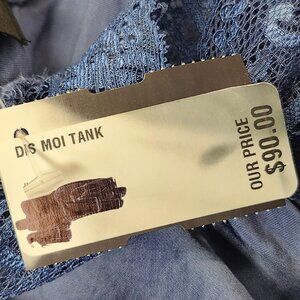 DIS MOI TANK
OUR PRICE
$90.00